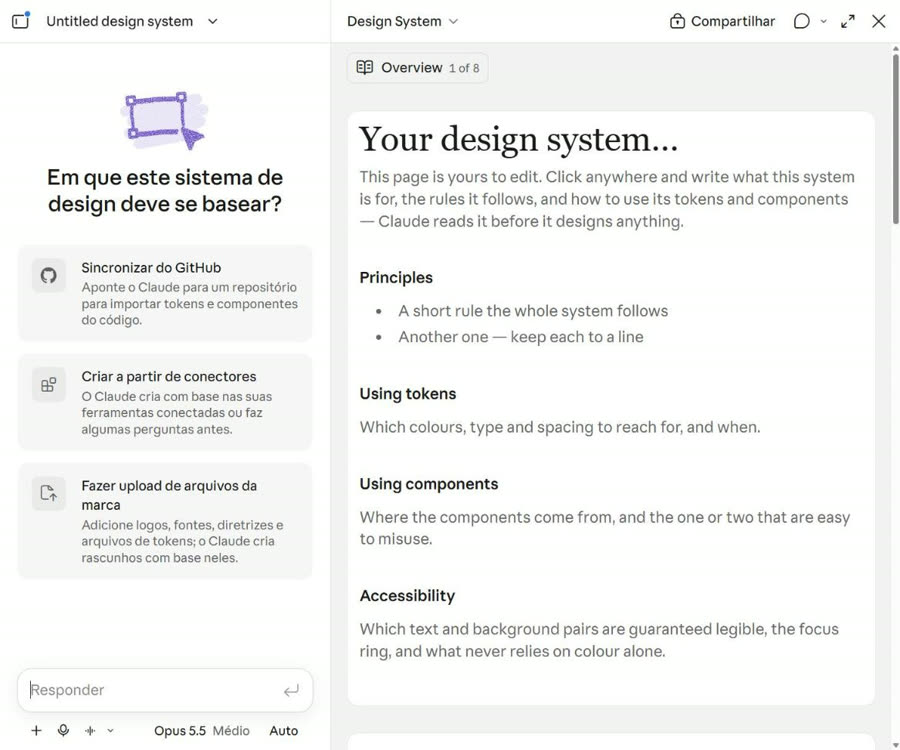 Untitled design system
Em que este sistema de
design deve se basear?
Sincronizar do GitHub
Aponte o Claude para um repositório
para importar tokens e componentes
do código.
Criar a partir de conectores
O Claude cria com base nas suas
ferramentas conectadas ou faz
algumas perguntas antes.
Fazer upload de arquivos da
marca
Adicione logos, fontes, diretrizes e
arquivos de tokens; o Claude cria
rascunhos com base neles.
Responder
Opus 5.5 Médio Auto
Design System
Compartilhar
Overview 1 of 8
Your design system...
This page is yours to edit. Click anywhere and write what this system
is for, the rules it follows, and how to use its tokens and components
— Claude reads it before it designs anything.
Principles
• A short rule the whole system follows
• Another one — keep each to a line
Using tokens
Which colours, type and spacing to reach for, and when.
Using components
Where the components come from, and the one or two that are easy
to misuse.
Accessibility
Which text and background pairs are guaranteed legible, the focus
ring, and what never relies on colour alone.